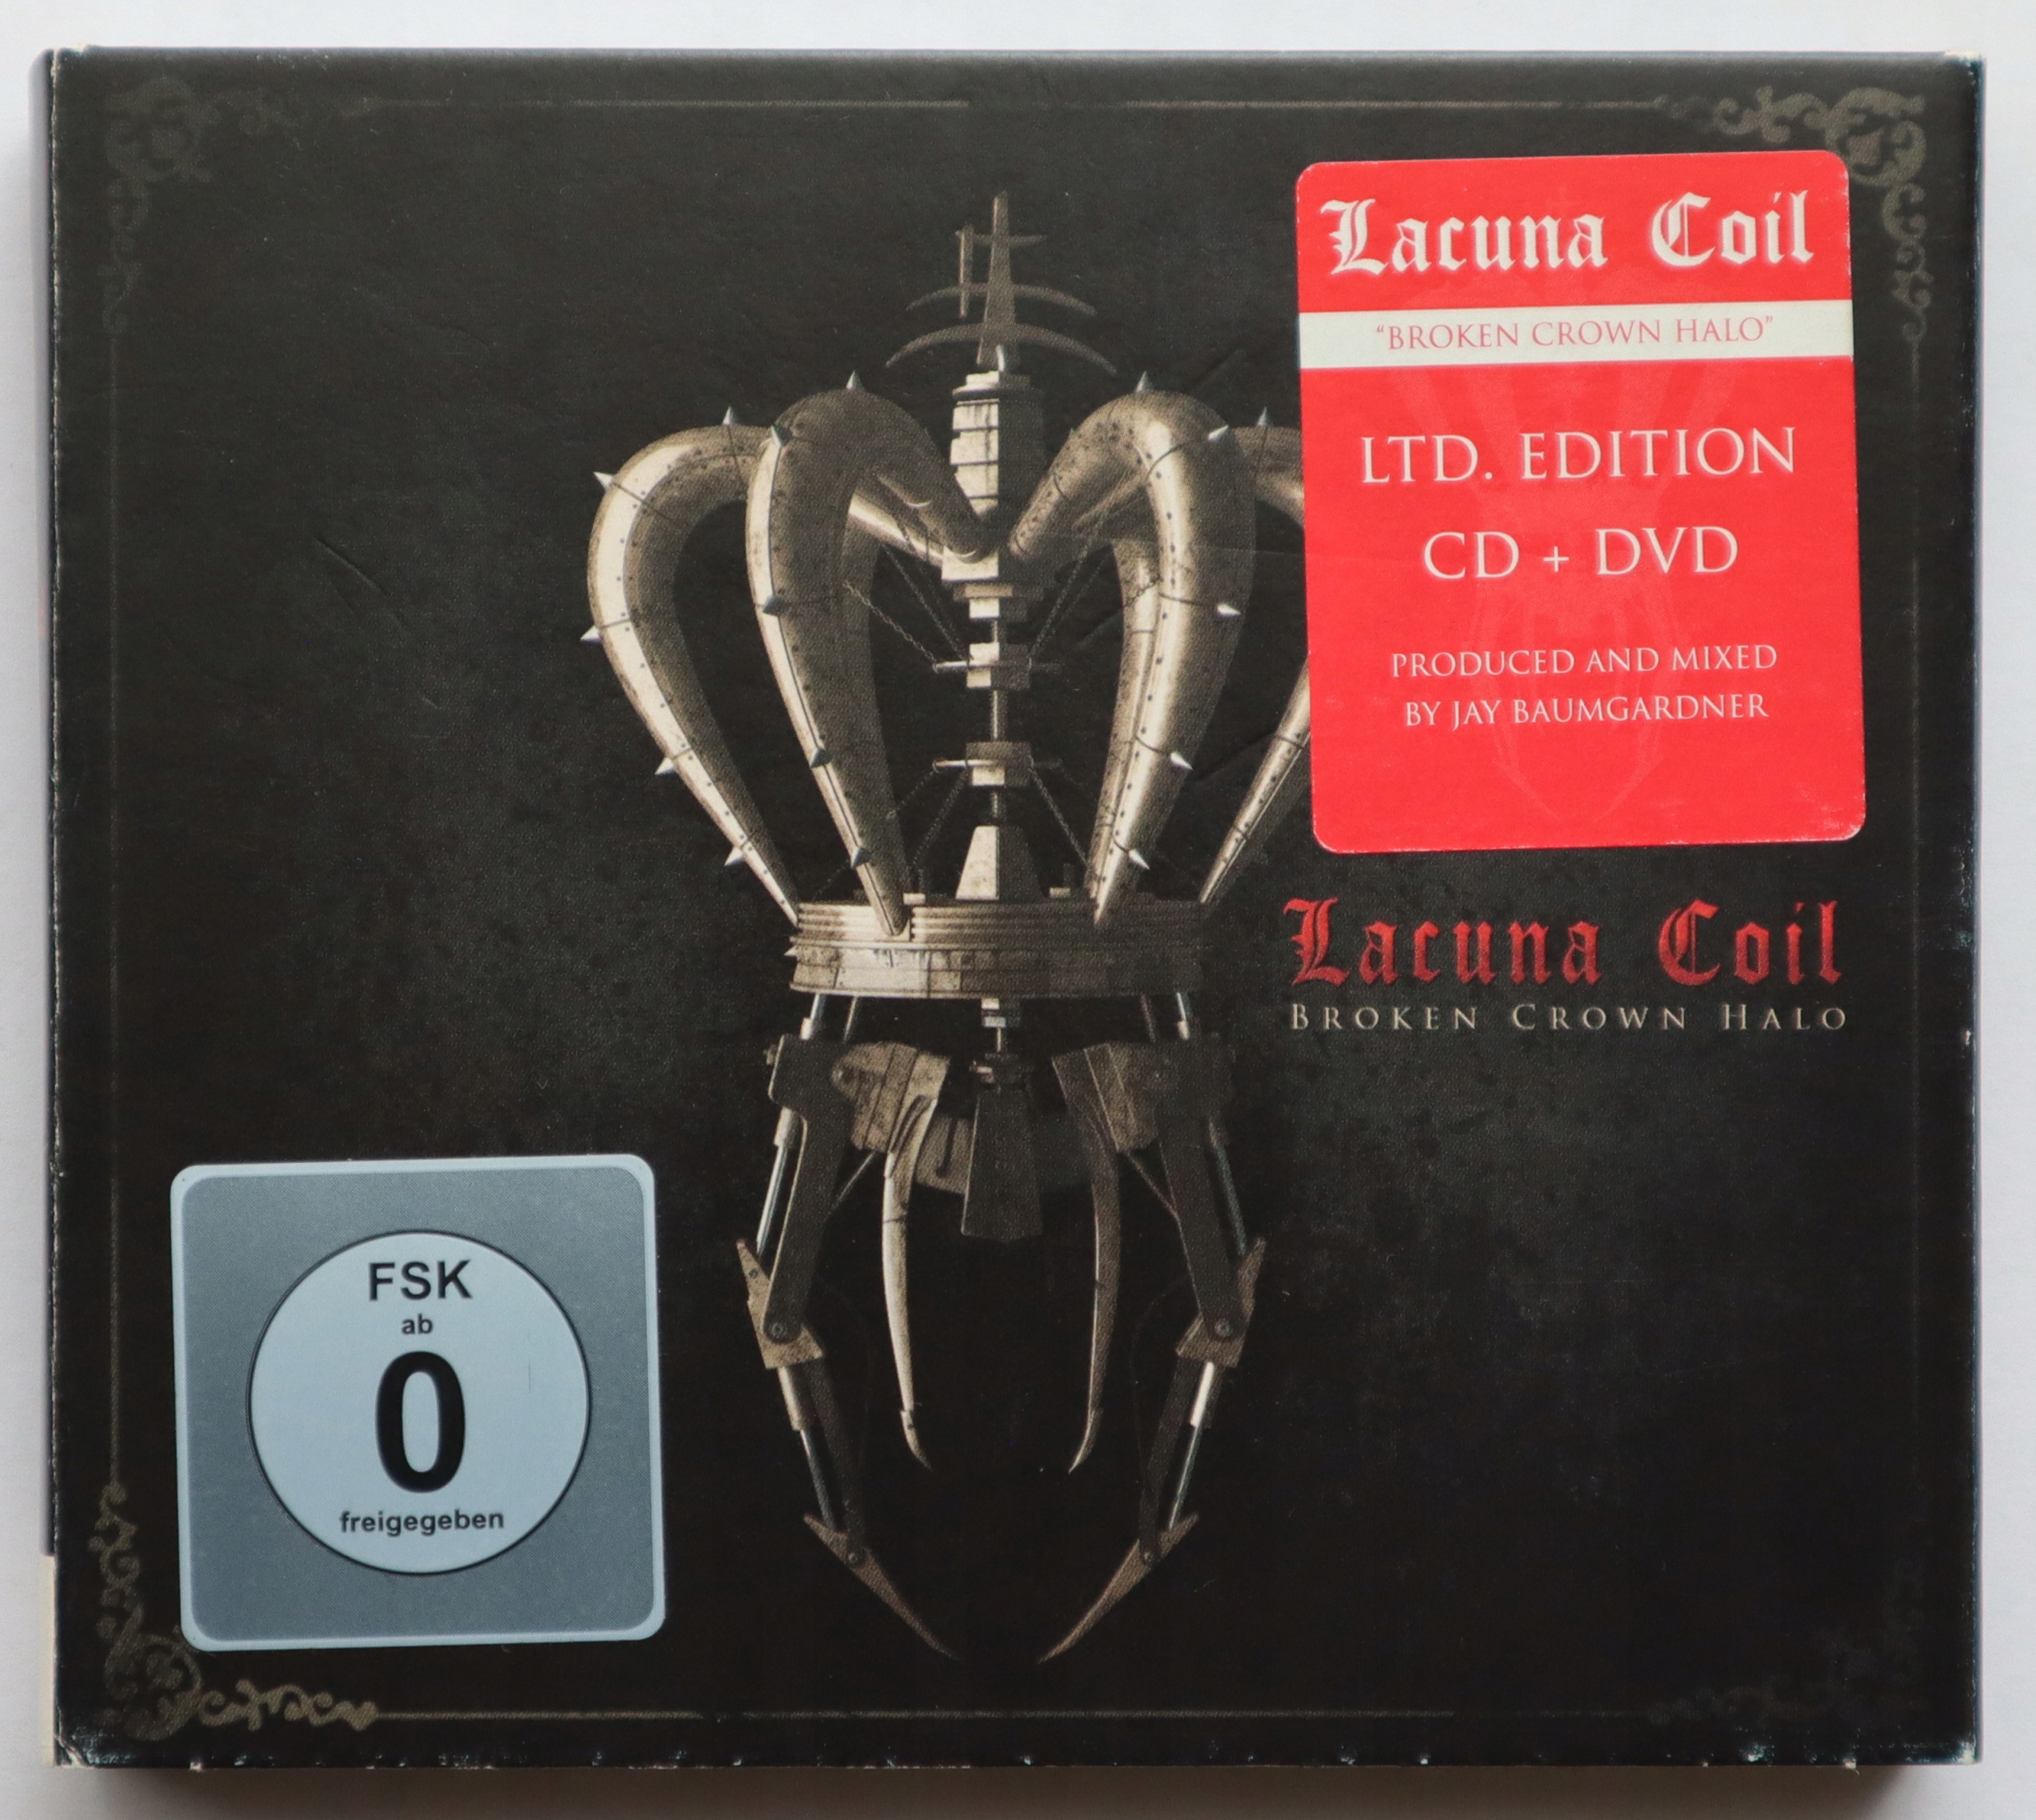 Lacuna Coil
“BROKEN CROWN HALO”
LTD. EDITION
CD + DVD
PRODUCED AND MIXED
BY JAY BAUMGARDNER
Lacuna Coil
BROKEN CROWN HALO
FSK
ab
0
freigegeben